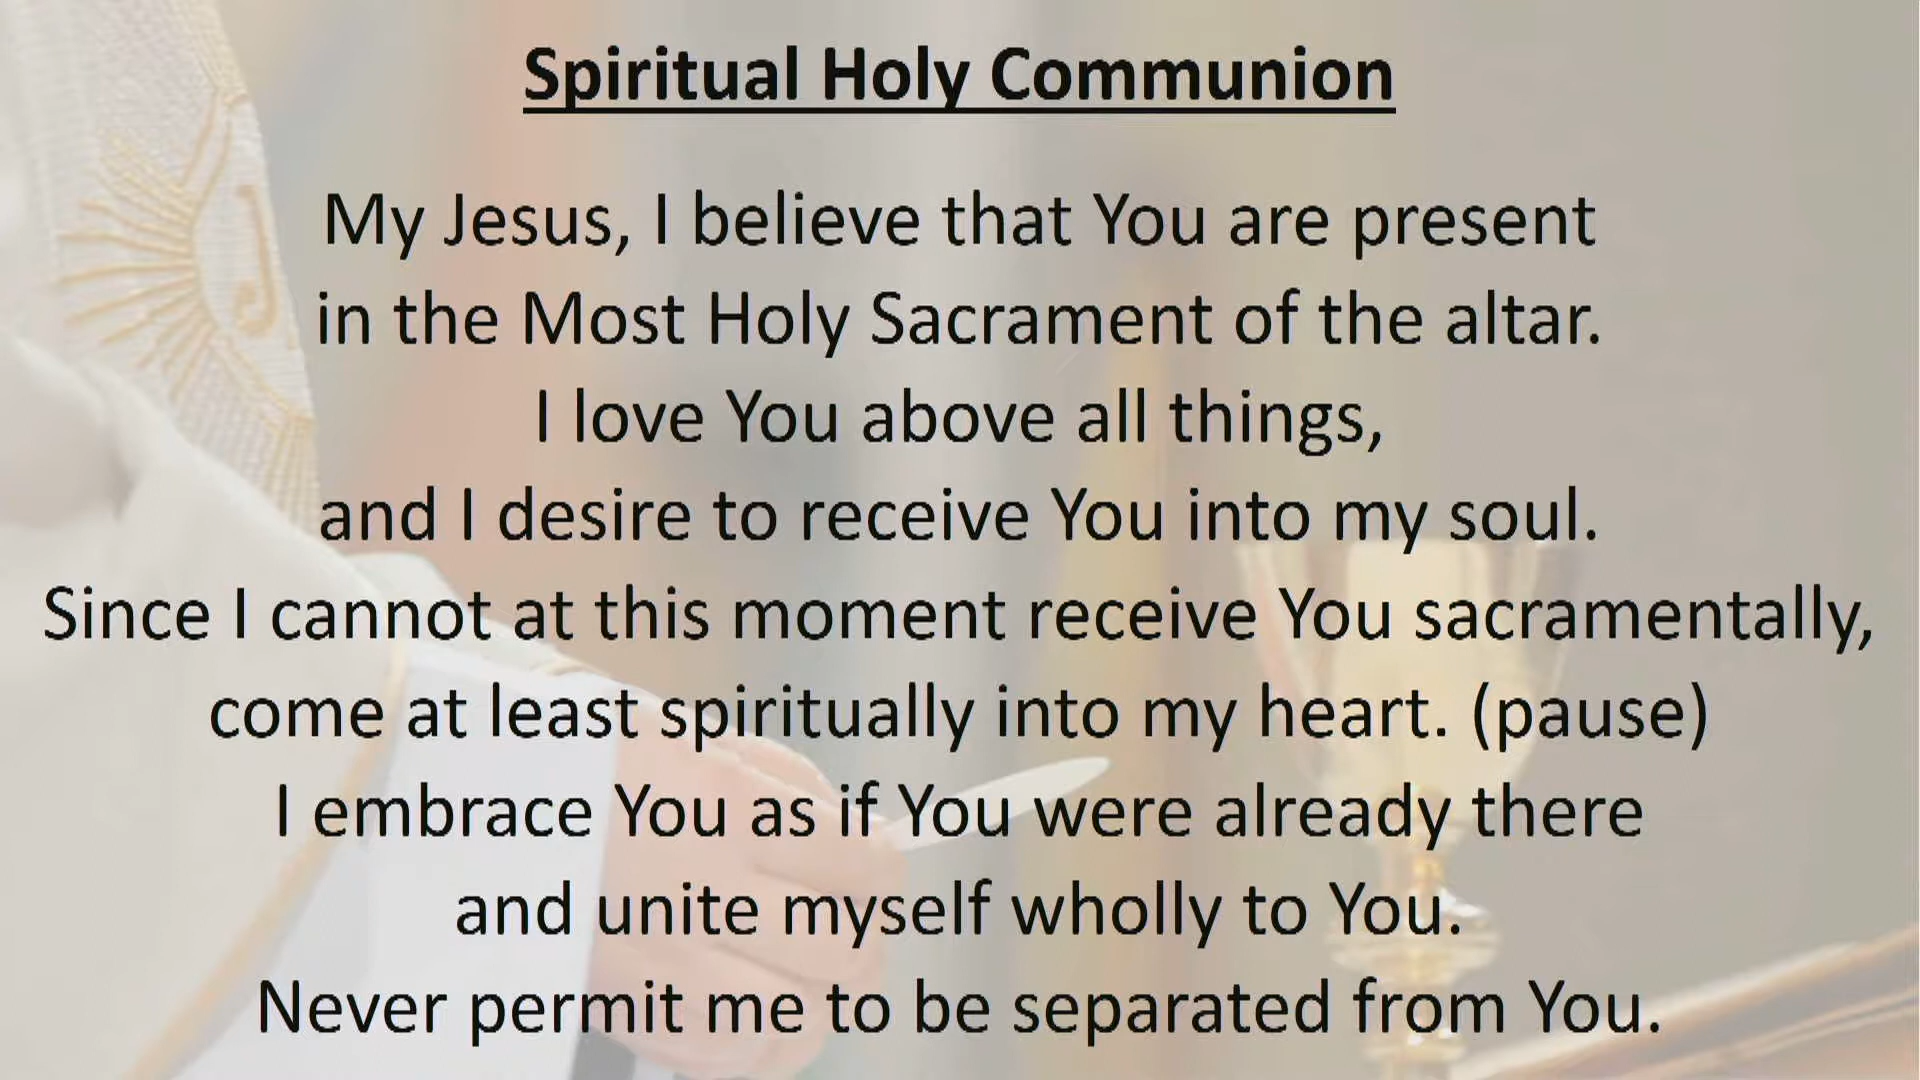 Spiritual Holy Communion
My Jesus, I believe that You are present
in the Most Holy Sacrament of the altar.
I love You above all things,
and I desire to receive You into my soul.
Since I cannot at this moment receive You sacramentally,
come at least spiritually into my heart. (pause)
I embrace You as if You were already there
and unite myself wholly to You.
Never permit me to be separated from You.